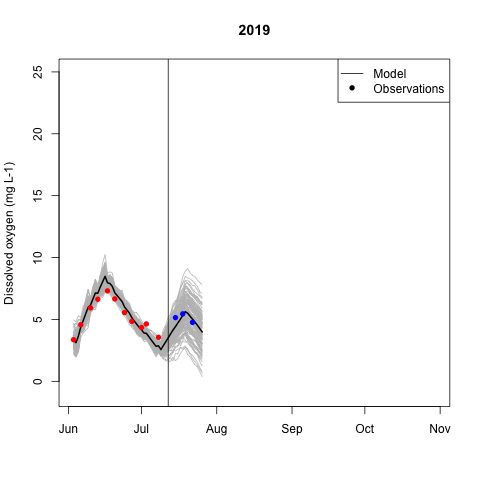 2019
Model
Observations
Dissolved oxygen (mg L-1)
25
20
15
10
5
0
Jun Jul Aug Sep Oct Nov